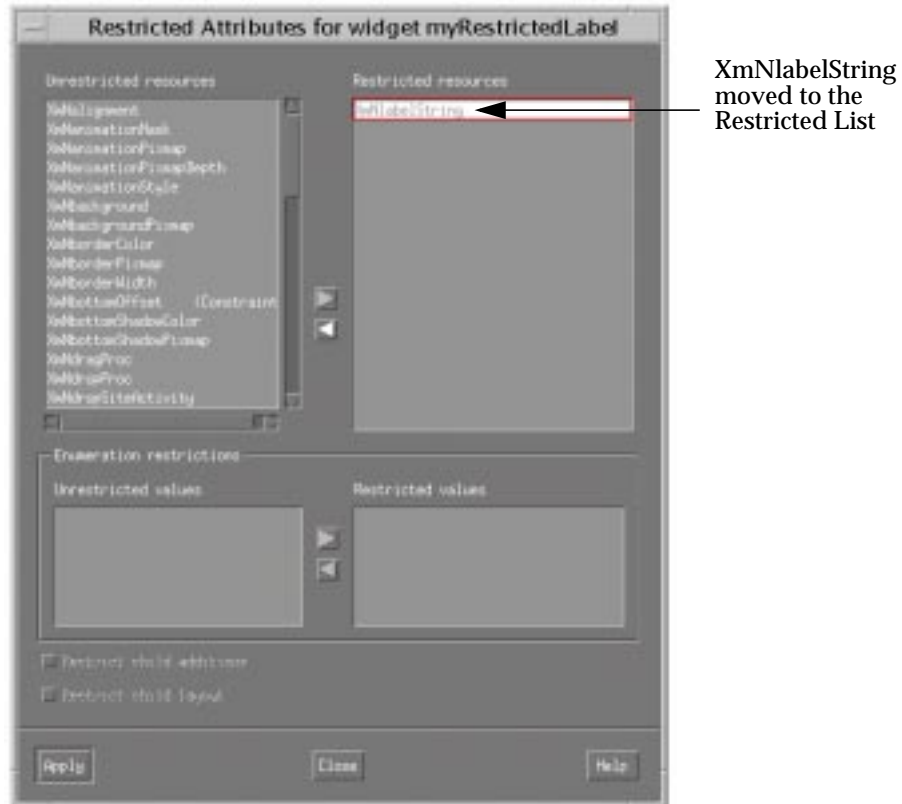 Restricted Attributes for widget myRestrictedLabel
Unrestricted resources
Restricted resources
XmNalignment
XmNanimationMask
XmNanimationPixmap
XmNanimationPixmapDepth
XmNanimationStyle
XmNbackground
XmNbackgroundPixmap
XmNborderColor
XmNborderPixmap
XmNborderWidth
XmNbottomOffset (Constraint
XmNbottomShadowColor
XmNbottomShadowPixmap
XmNdragProc
XmNdropProc
XmNdropSiteActivity
XmNlabelString
XmNlabelString
moved to the
Restricted List
Enumeration restrictions
Unrestricted values
Restricted values
Restrict child additions
Restrict child layout
Apply
Close
Help